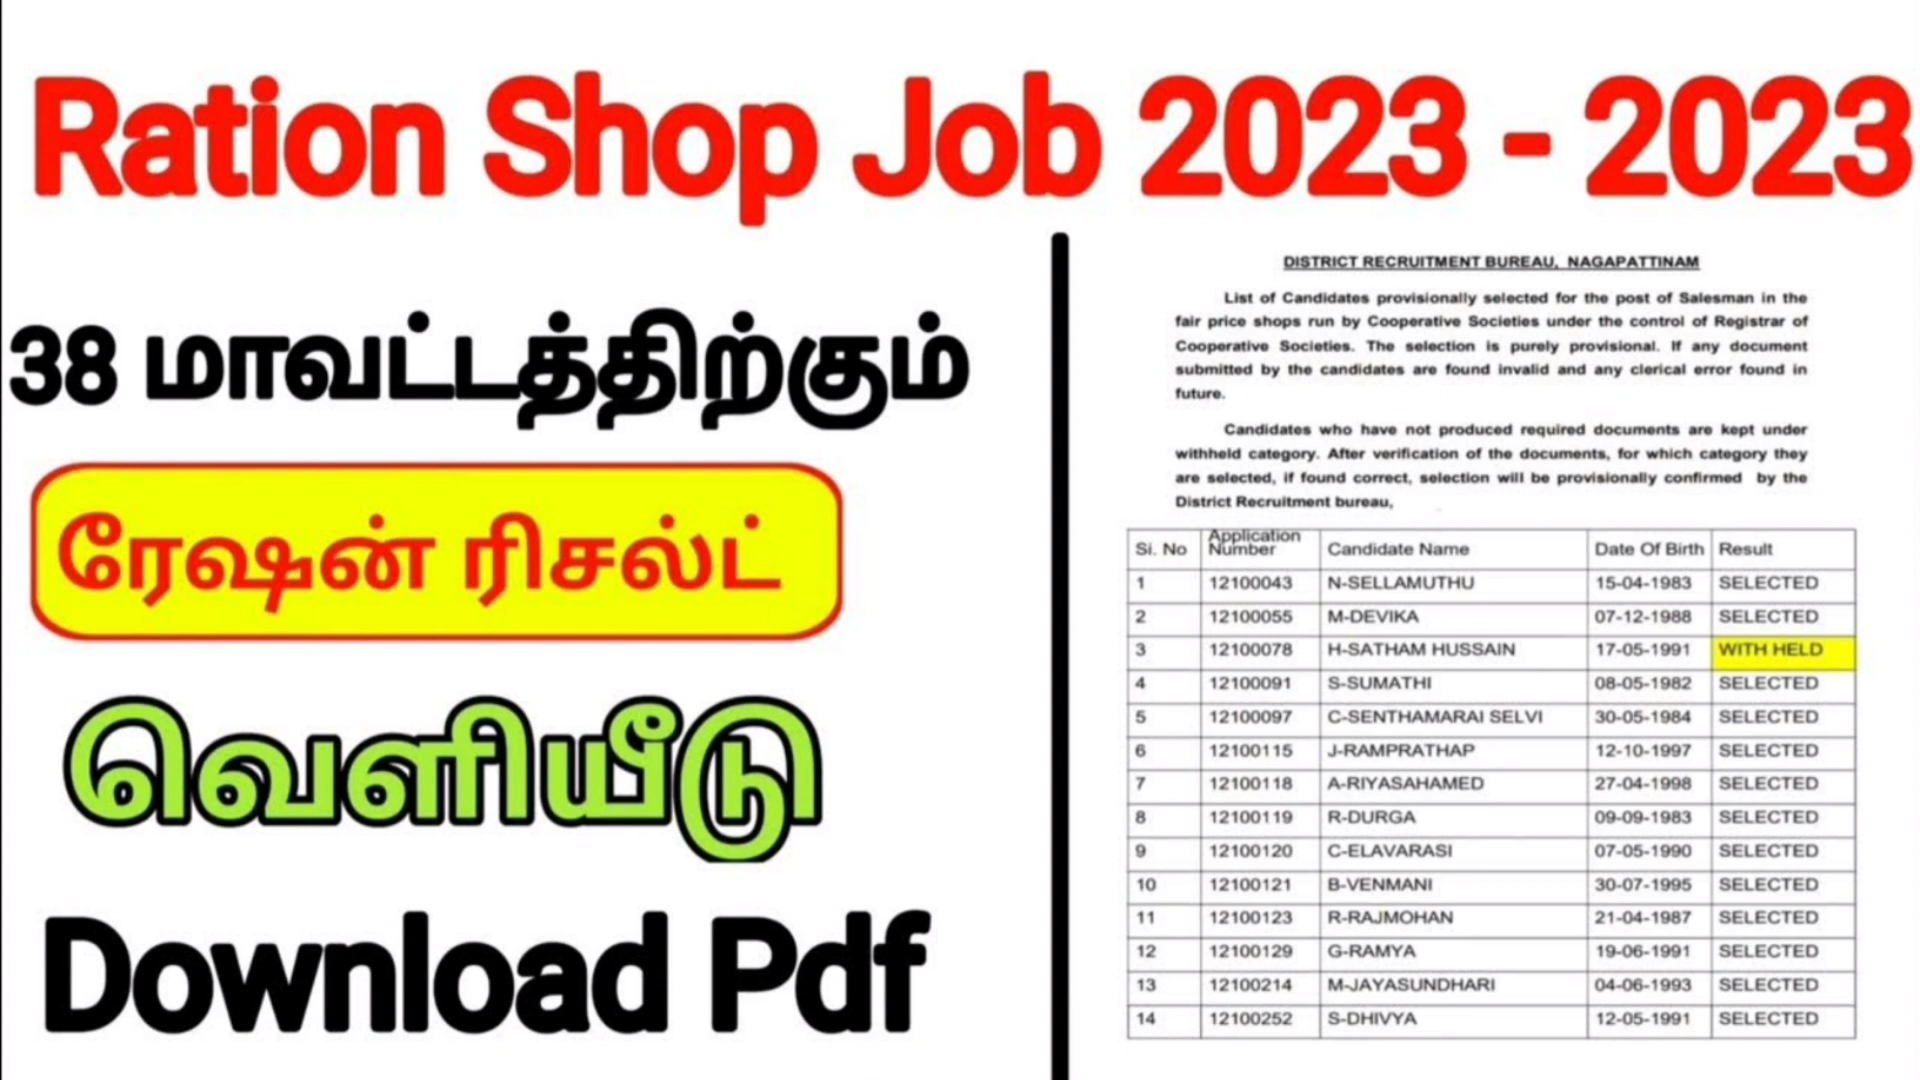 Ration Shop Job 2023 - 2023
38 மாவட்டத்திற்கும்
ரேஷன் ரிசல்ட்
வெளியீடு
Download Pdf
DISTRICT RECRUITMENT BUREAU, NAGAPATTINAM
List of Candidates provisionally selected for the post of Salesman in the
fair price shops run by Cooperative Societies under the control of Registrar of
Cooperative Societies. The selection is purely provisional. If any document
submitted by the candidates are found invalid and any clerical error found in
future.
Candidates who have not produced required documents are kept under
withheld category. After verification of the documents, for which category they
are selected, if found correct, selection will be provisionally confirmed by the
District Recruitment bureau,
Si. No Application Number Candidate Name Date Of Birth Result
1 12100043 N-SELLAMUTHU 15-04-1983 SELECTED
2 12100055 M-DEVIKA 07-12-1988 SELECTED
3 12100078 H-SATHAM HUSSAIN 17-05-1991 WITH HELD
4 12100091 S-SUMATHI 08-05-1982 SELECTED
5 12100097 C-SENTHAMARAI SELVI 30-05-1984 SELECTED
6 12100115 J-RAMPRATHAP 12-10-1997 SELECTED
7 12100118 A-RIYASAHAMED 27-04-1998 SELECTED
8 12100119 R-DURGA 09-09-1983 SELECTED
9 12100120 C-ELAVARASI 07-05-1990 SELECTED
10 12100121 B-VENMANI 30-07-1995 SELECTED
11 12100123 R-RAJMOHAN 21-04-1987 SELECTED
12 12100129 G-RAMYA 19-06-1991 SELECTED
13 12100214 M-JAYASUNDHARI 04-06-1993 SELECTED
14 12100252 S-DHIVYA 12-05-1991 SELECTED